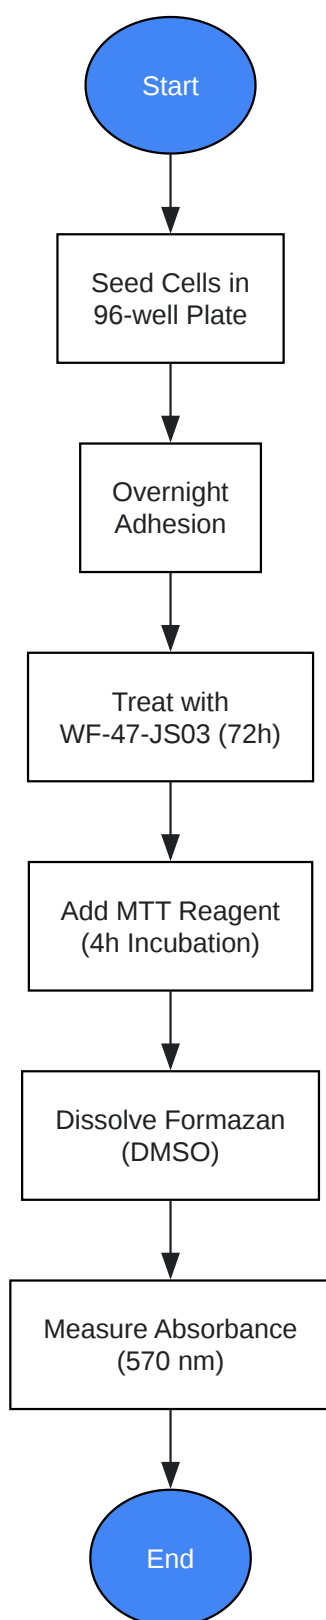 Start
Seed Cells in
96-well Plate
Overnight
Adhesion
Treat with
WF-47-JS03 (72h)
Add MTT Reagent
(4h Incubation)
Dissolve Formazan
(DMSO)
Measure Absorbance
(570 nm)
End